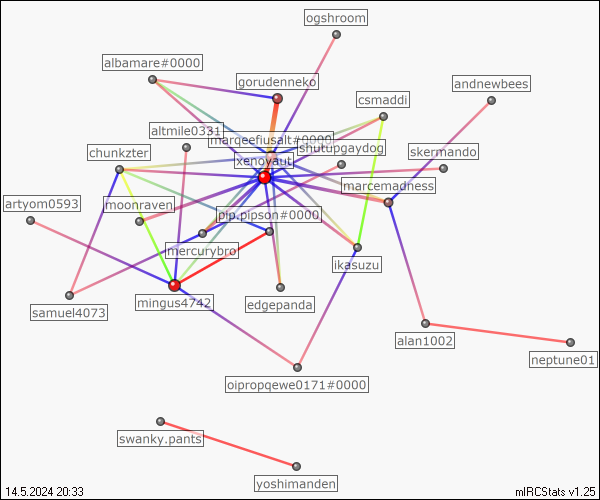 ogshroom
albamare#0000
gorudenneko
andnewbees
csmaddi
altmile0331
marqeefiusalt#0000
shutupgaydog
chunkzter
xenoyaut
skermando
marcemadness
artyom0593
moonraven
pip.pipson#0000
mercurybro
ikasuzu
mingus4742
edgepanda
samuel4073
alan1002
neptune01
oipropqewe0171#0000
swanky.pants
yoshimanden
14.5.2024 20:33
mIRCStats v1.25